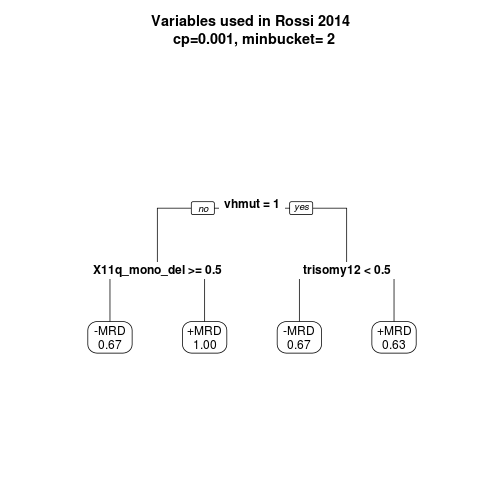 Variables used in Rossi 2014
cp=0.001, minbucket= 2
no
vhmut = 1
yes
X11q_mono_del >= 0.5
trisomy12 < 0.5
-MRD
0.67
+MRD
1.00
-MRD
0.67
+MRD
0.63